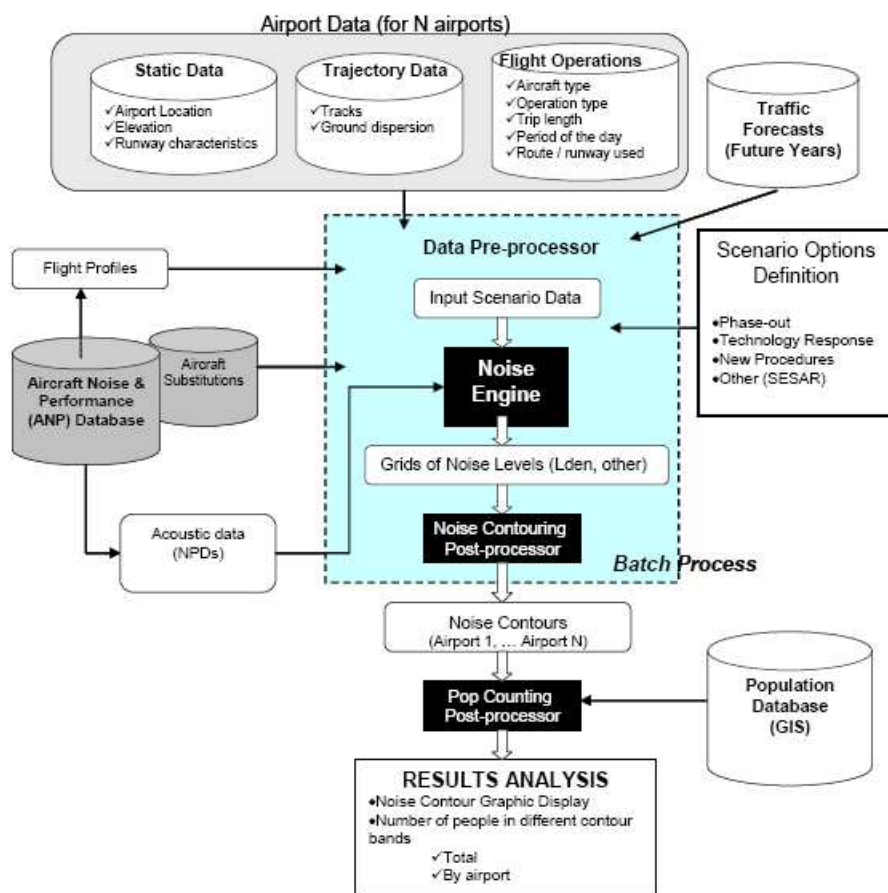 Airport Data (for N airports)
Static Data
✓Airport Location
✓Elevation
✓Runway characteristics
Trajectory Data
✓Tracks
✓Ground dispersion
Flight Operations
✓Aircraft type
✓Operation type
✓Trip length
✓Period of the day
✓Route / runway used
Traffic
Forecasts
(Future Years)
Data Pre-processor
Flight Profiles
Input Scenario Data
Scenario Options
Definition
•Phase-out
•Technology Response
•New Procedures
•Other (SESAR)
Aircraft Noise &
Performance
(ANP) Database
Aircraft
Substitutions
Noise
Engine
Grids of Noise Levels (Lden, other)
Acoustic data
(NPDs)
Noise Contouring
Post-processor
Batch Process
Noise Contours
(Airport 1, … Airport N)
Pop Counting
Post-processor
Population
Database
(GIS)
RESULTS ANALYSIS
•Noise Contour Graphic Display
•Number of people in different contour
bands
✓Total
✓By airport